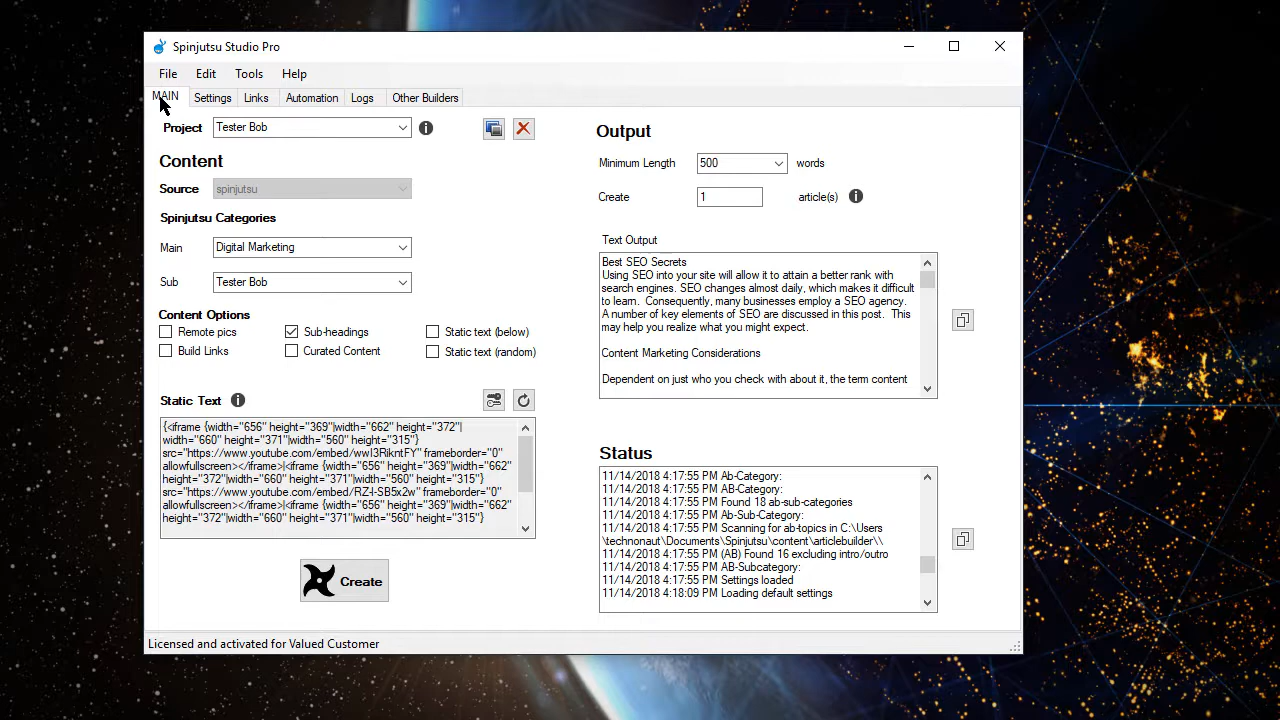 Spinjutsu Studio Pro
File Edit Tools Help
MAIN Settings Links Automation Logs Other Builders
Project Tester Bob
Content
Source spinjutsu
Spinjutsu Categories
Main Digital Marketing
Sub Tester Bob
Content Options
Remote pics Sub-headings Static text (below)
Build Links Curated Content Static text (random)
Static Text
{<iframe {width="656" height="369"|width="662" height="372"|
width="660" height="371"|width="560" height="315"}
src="https://www.youtube.com/embed/wwI3RikntFY" frameborder="0"
allowfullscreen></iframe>|<iframe {width="656" height="369"|width="662"
height="372"|width="660" height="371"|width="560" height="315"}
src="https://www.youtube.com/embed/RZ-I-SB5x2w" frameborder="0"
allowfullscreen></iframe>|<iframe {width="656" height="369"|width="662"
height="372"|width="660" height="371"|width="560" height="315"}
Create
Output
Minimum Length 500 words
Create 1 article(s)
Text Output
Best SEO Secrets
Using SEO into your site will allow it to attain a better rank with
search engines. SEO changes almost daily, which makes it difficult
to learn.  Consequently, many businesses employ a SEO agency.
A number of key elements of SEO are discussed in this post.  This
may help you realize what you might expect.
Content Marketing Considerations
Dependent on just who you check with about it, the term content
Status
11/14/2018 4:17:55 PM Ab-Category:
11/14/2018 4:17:55 PM AB-Category:
11/14/2018 4:17:55 PM Found 18 ab-sub-categories
11/14/2018 4:17:55 PM Ab-Sub-Category:
11/14/2018 4:17:55 PM Scanning for ab-topics in C:\Users
\technonaut\Documents\Spinjutsu\content\articlebuilder\\
11/14/2018 4:17:55 PM (AB) Found 16 excluding intro/outro
11/14/2018 4:17:55 PM AB-Subcategory:
11/14/2018 4:17:55 PM Settings loaded
11/14/2018 4:18:09 PM Loading default settings
Licensed and activated for Valued Customer